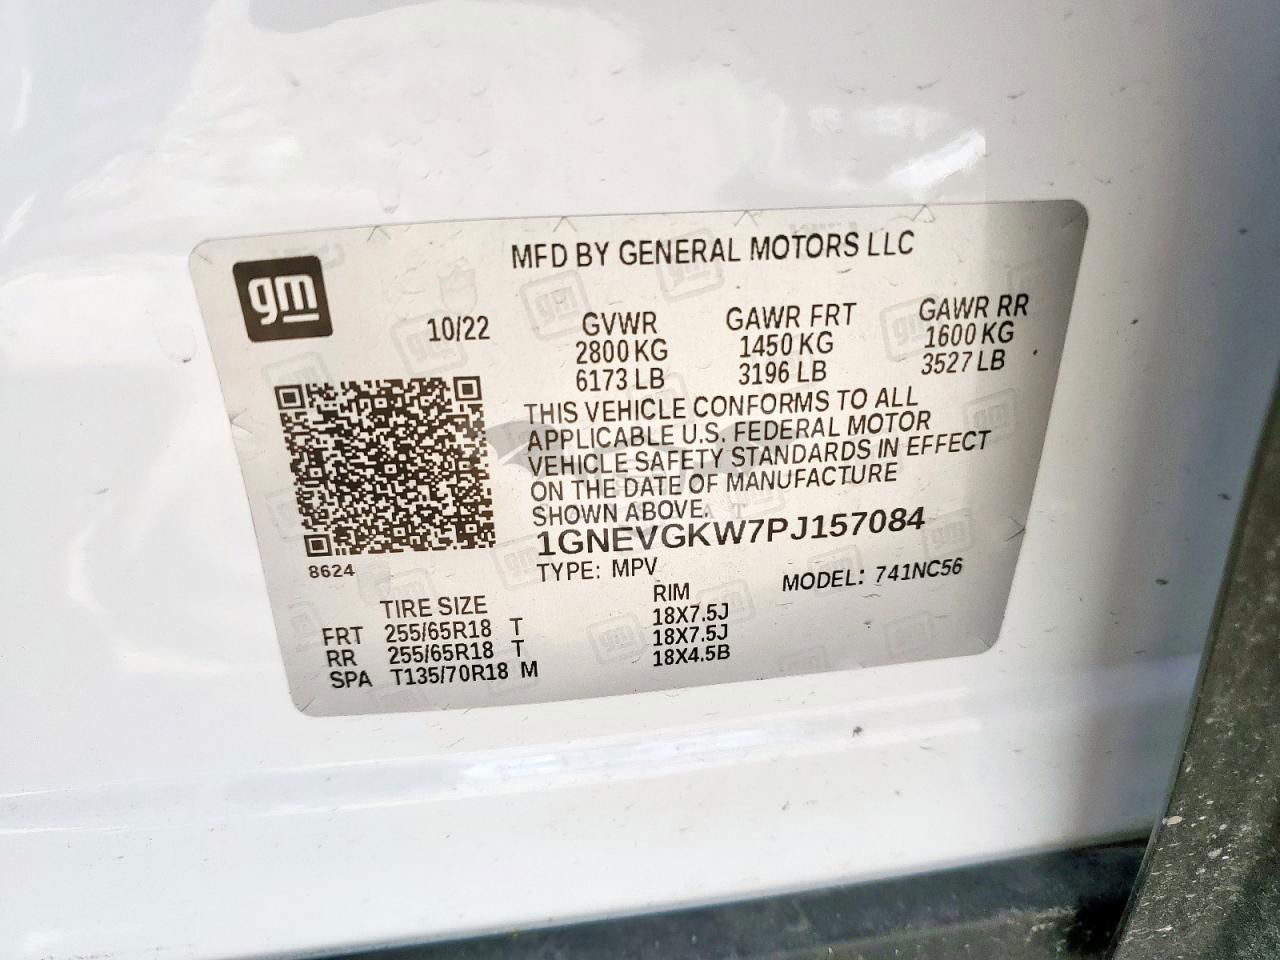 MFD BY GENERAL MOTORS LLC
gm
10/22
GVWR GAWR FRT GAWR RR
2800 KG 1450 KG 1600 KG
6173 LB 3196 LB 3527 LB
THIS VEHICLE CONFORMS TO ALL
APPLICABLE U.S. FEDERAL MOTOR
VEHICLE SAFETY STANDARDS IN EFFECT
ON THE DATE OF MANUFACTURE
SHOWN ABOVE.
1GNEVGKW7PJ157084
8624
TYPE: MPV MODEL: 741NC56
TIRE SIZE RIM
FRT 255/65R18 T 18X7.5J
RR 255/65R18 T 18X7.5J
SPA T135/70R18 M 18X4.5B